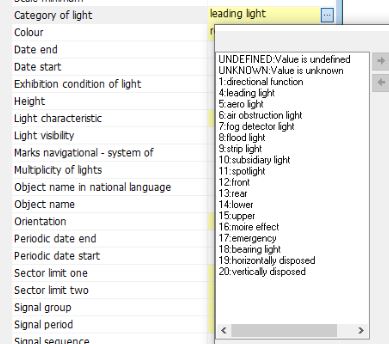 Scale minimum
Category of light
leading light
...
Colour
Date end
Date start
Exhibition condition of light
Height
Light characteristic
Light visibility
Marks navigational - system of
Multiplicity of lights
Object name in national language
Object name
Orientation
Periodic date end
Periodic date start
Sector limit one
Sector limit two
Signal group
Signal period
Signal sequence
UNDEFINED:Value is undefined
UNKNOWN:Value is unknown
1:directional function
4:leading light
5:aero light
6:air obstruction light
7:fog detector light
8:flood light
9:strip light
10:subsidiary light
11:spotlight
12:front
13:rear
14:lower
15:upper
16:moire effect
17:emergency
18:bearing light
19:horizontally disposed
20:vertically disposed